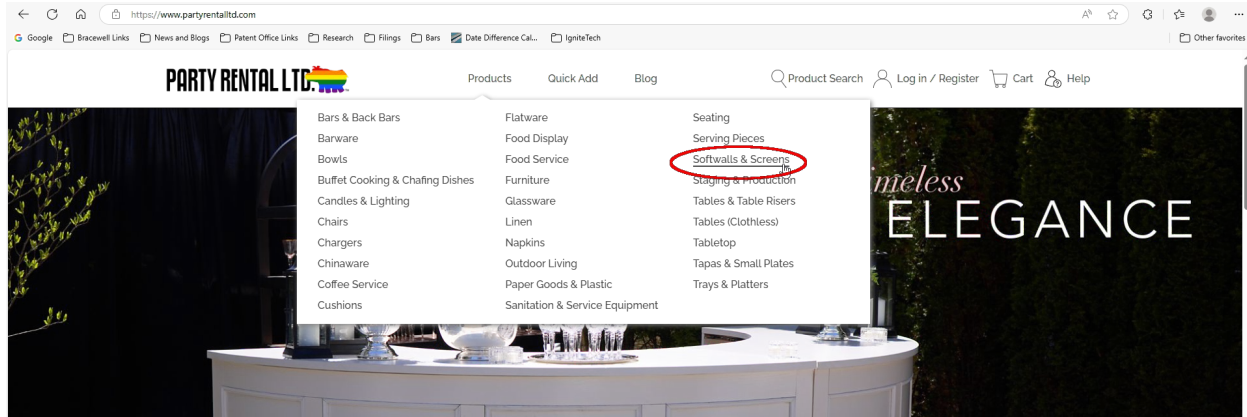 https://www.partyrentalltd.com
Google Bracewell Links News and Blogs Patent Office Links Research Filings Bars Date Difference Cal... IgniteTech Other favorites
PARTY RENTAL LTD. Products Quick Add Blog Product Search Log in / Register Cart Help
Bars & Back Bars Flatware Seating
Barware Food Display Serving Pieces
Bowls Food Service Softwalls & Screens
Buffet Cooking & Chafing Dishes Furniture Staging & Production
Candles & Lighting Glassware Tables & Table Risers
Chairs Linen Tables (Clothless)
Chargers Napkins Tabletop
Chinaware Outdoor Living Tapas & Small Plates
Coffee Service Paper Goods & Plastic Trays & Platters
Cushions Sanitation & Service Equipment
meless
ELEGANCE